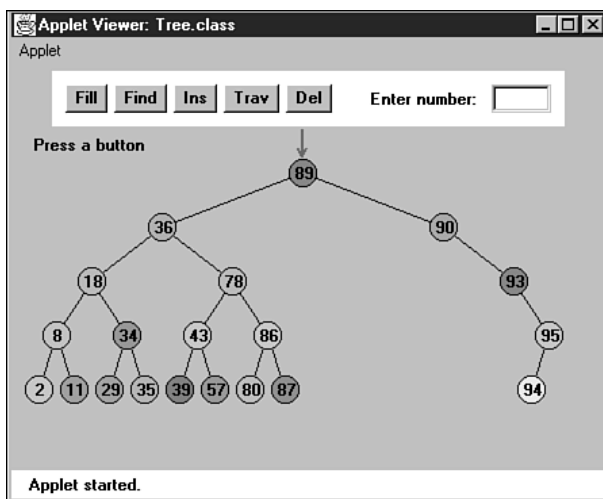 Applet Viewer: Tree.class
Applet
Fill Find Ins Trav Del Enter number:
Press a button
89
36 90
18 78 93
8 34 43 86 95
2 11 29 35 39 57 80 87 94
Applet started.